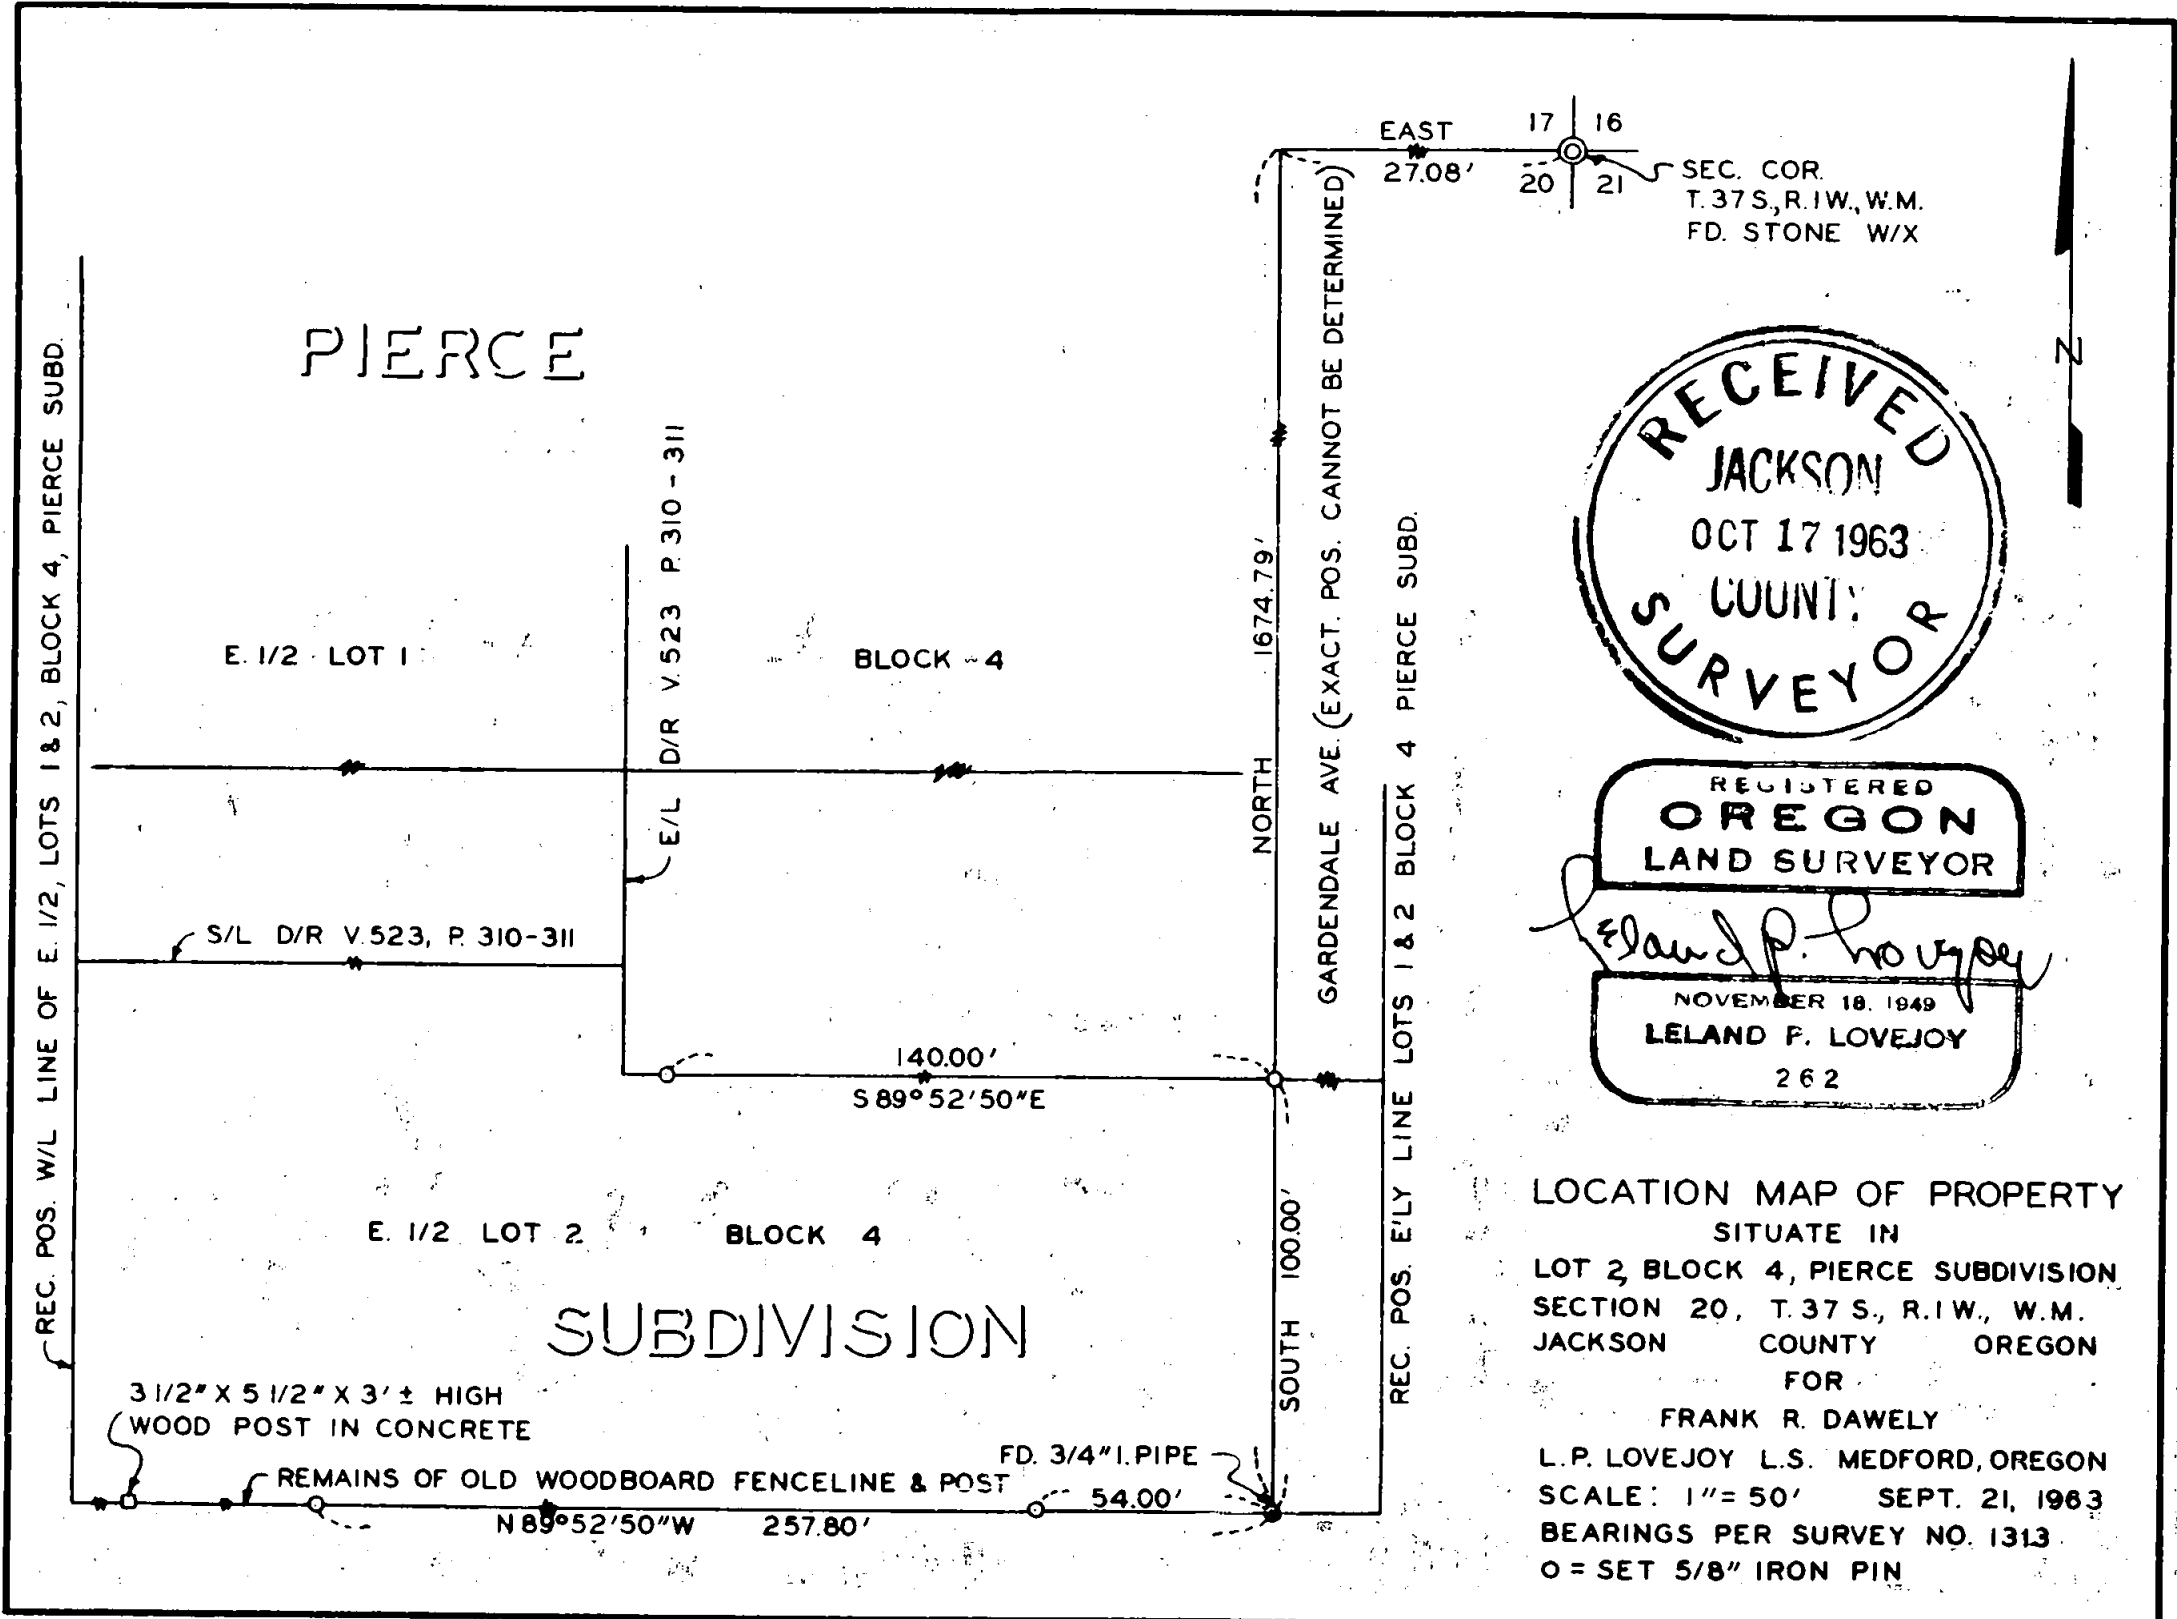 EAST
27.08'
17 16
20 21
SEC. COR.
T. 37 S., R. 1 W., W.M.
FD. STONE W/X
N
PIERCE
REC. POS. W/L LINE OF E. 1/2, LOTS 1 & 2, BLOCK 4, PIERCE SUBD.
E/L D/R V. 523 P. 310-311
NORTH 1674.79'
GARDENDALE AVE. (EXACT. POS. CANNOT BE DETERMINED)
REC. POS. E'LY LINE LOTS 1 & 2 BLOCK 4 PIERCE SUBD.
E. 1/2 LOT 1
BLOCK 4
S/L D/R V. 523, P. 310-311
140.00'
S 89° 52' 50" E
E. 1/2 LOT 2
BLOCK 4
SUBDIVISION
SOUTH 100.00'
3 1/2" X 5 1/2" X 3' ± HIGH
WOOD POST IN CONCRETE
FD. 3/4" I. PIPE
REMAINS OF OLD WOODBOARD FENCELINE & POST
54.00'
N 89° 52' 50" W 257.80'
RECEIVED
JACKSON
OCT 17 1963
COUNTY
SURVEYOR
REGISTERED
OREGON
LAND SURVEYOR
Leland P. Lovejoy
NOVEMBER 18, 1949
LELAND P. LOVEJOY
262
LOCATION MAP OF PROPERTY
SITUATE IN
LOT 2, BLOCK 4, PIERCE SUBDIVISION
SECTION 20, T. 37 S., R. 1 W., W.M.
JACKSON COUNTY OREGON
FOR
FRANK R. DAWELY
L.P. LOVEJOY L.S. MEDFORD, OREGON
SCALE: 1" = 50' SEPT. 21, 1963
BEARINGS PER SURVEY NO. 1313
O = SET 5/8" IRON PIN